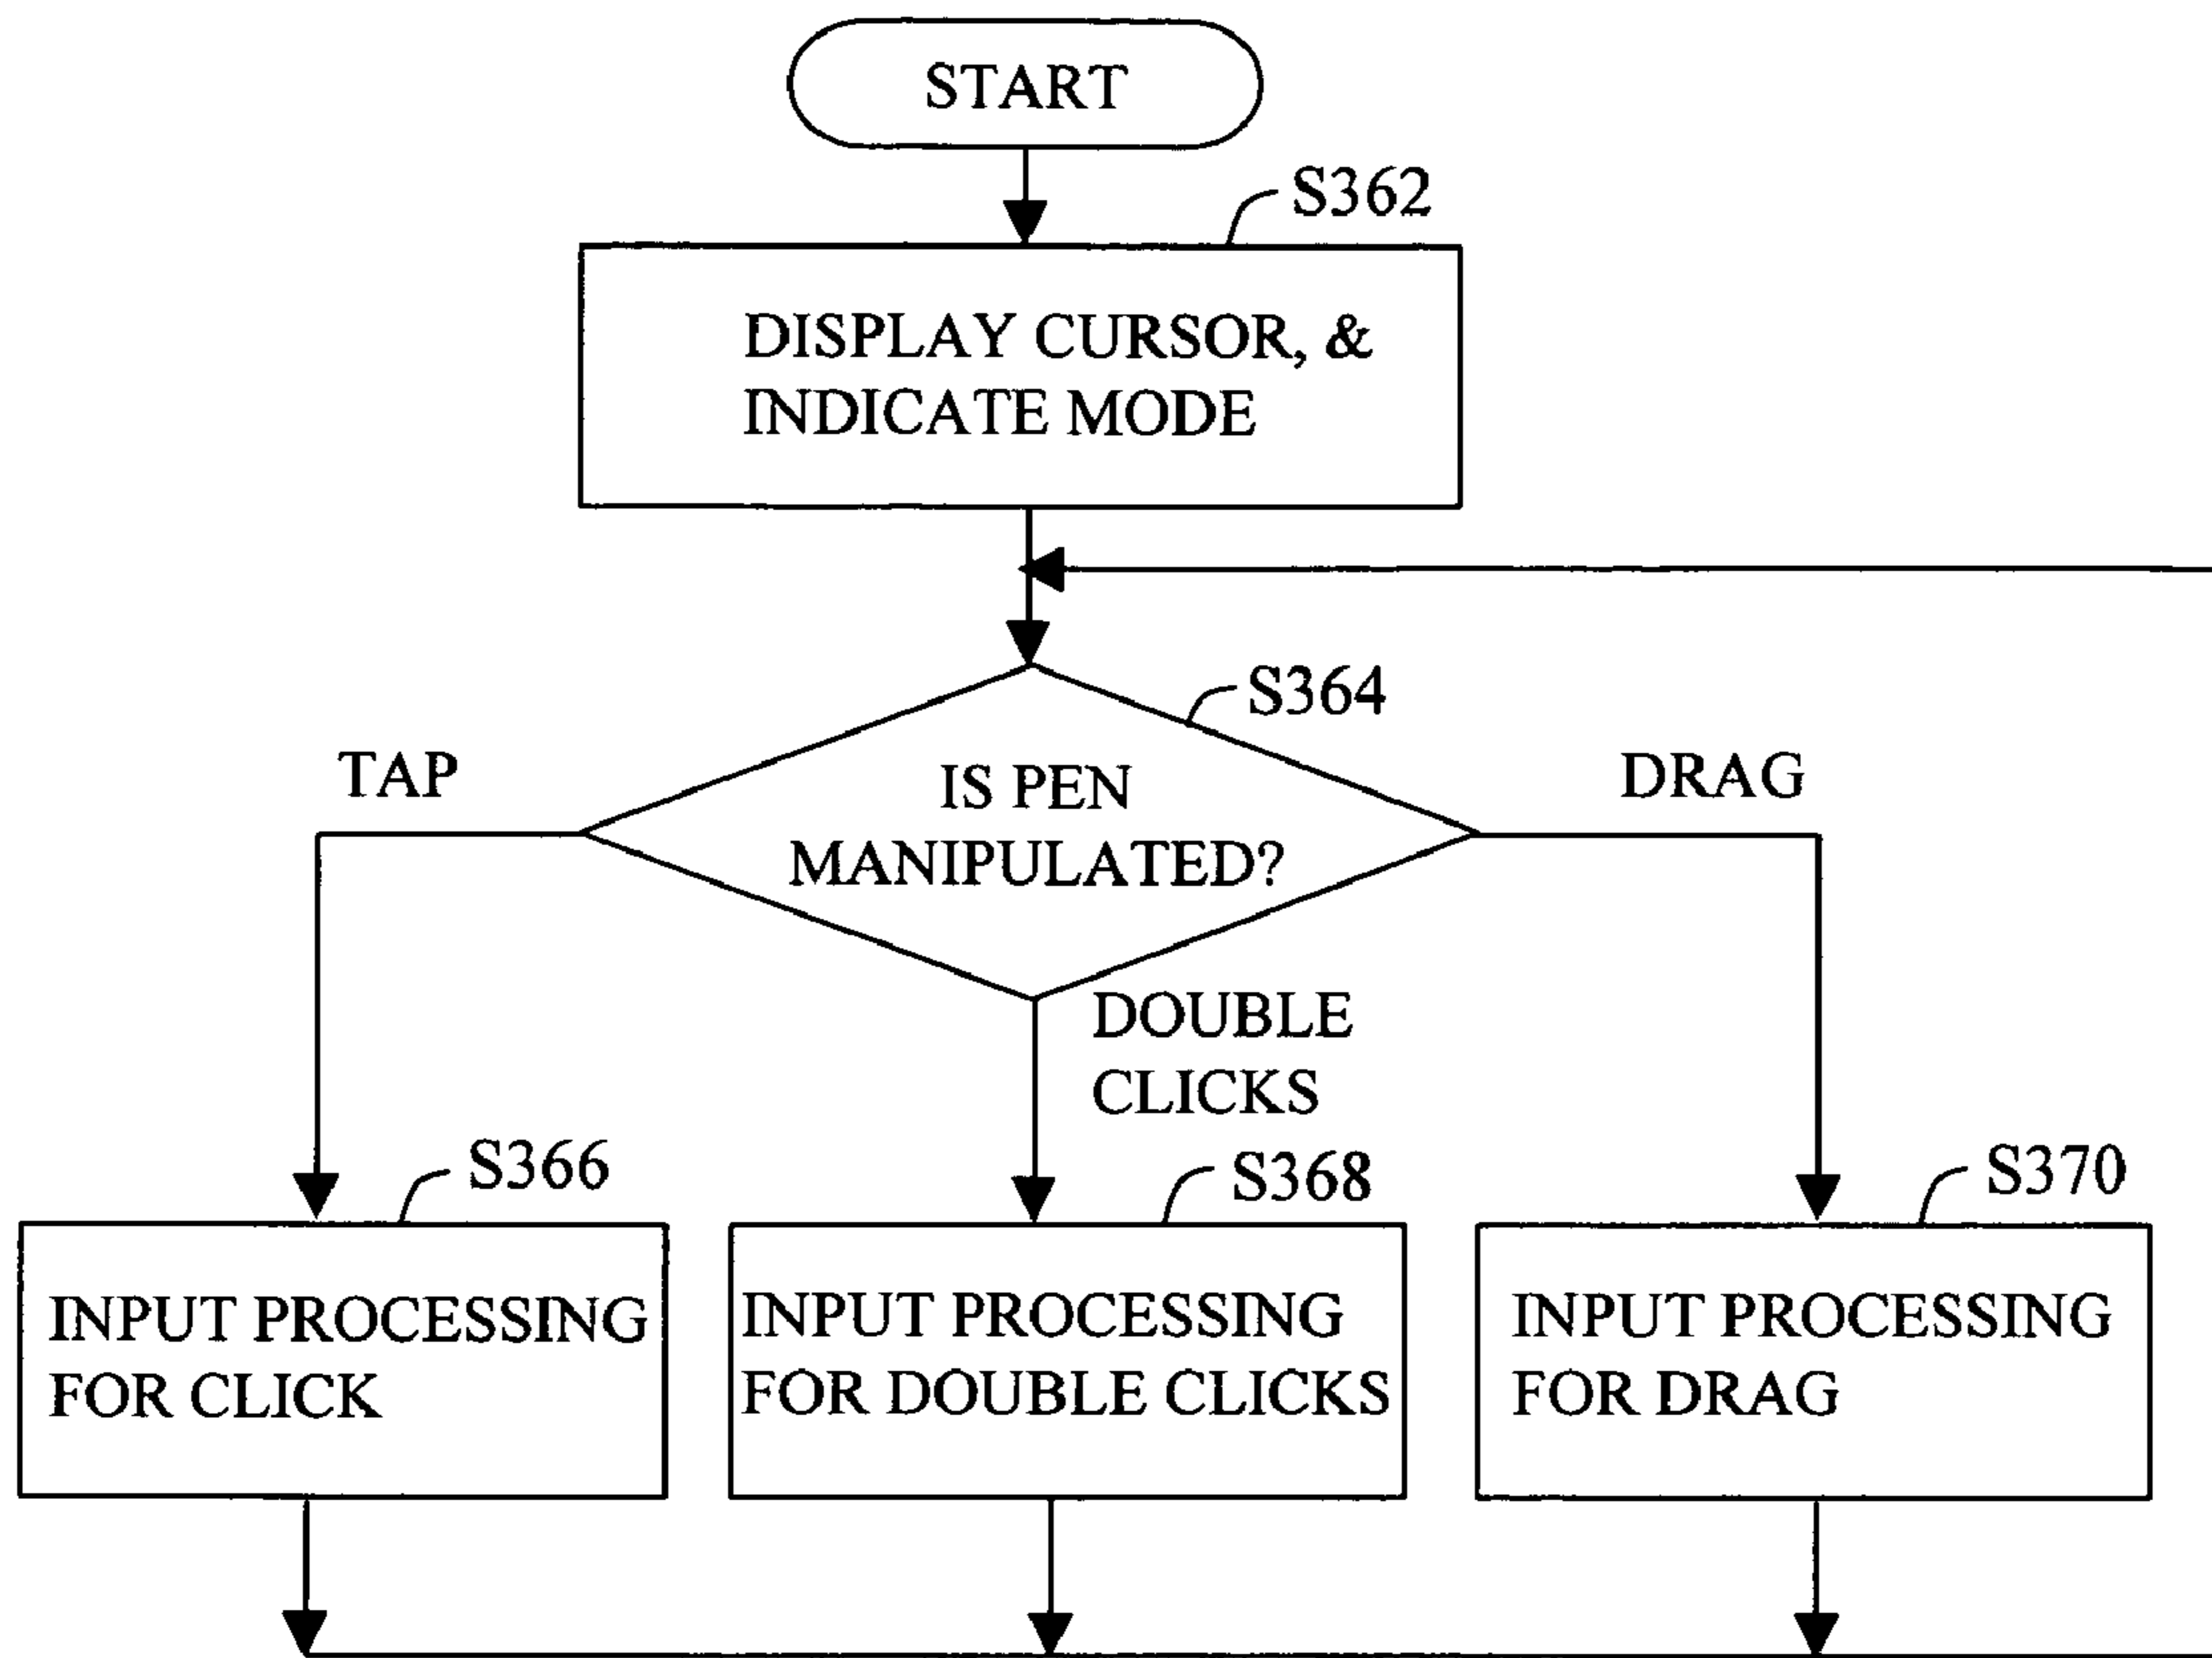 START
S362
DISPLAY CURSOR, &
INDICATE MODE
S364
TAP
IS PEN
MANIPULATED?
DRAG
DOUBLE
CLICKS
S366
INPUT PROCESSING
FOR CLICK
S368
INPUT PROCESSING
FOR DOUBLE CLICKS
S370
INPUT PROCESSING
FOR DRAG